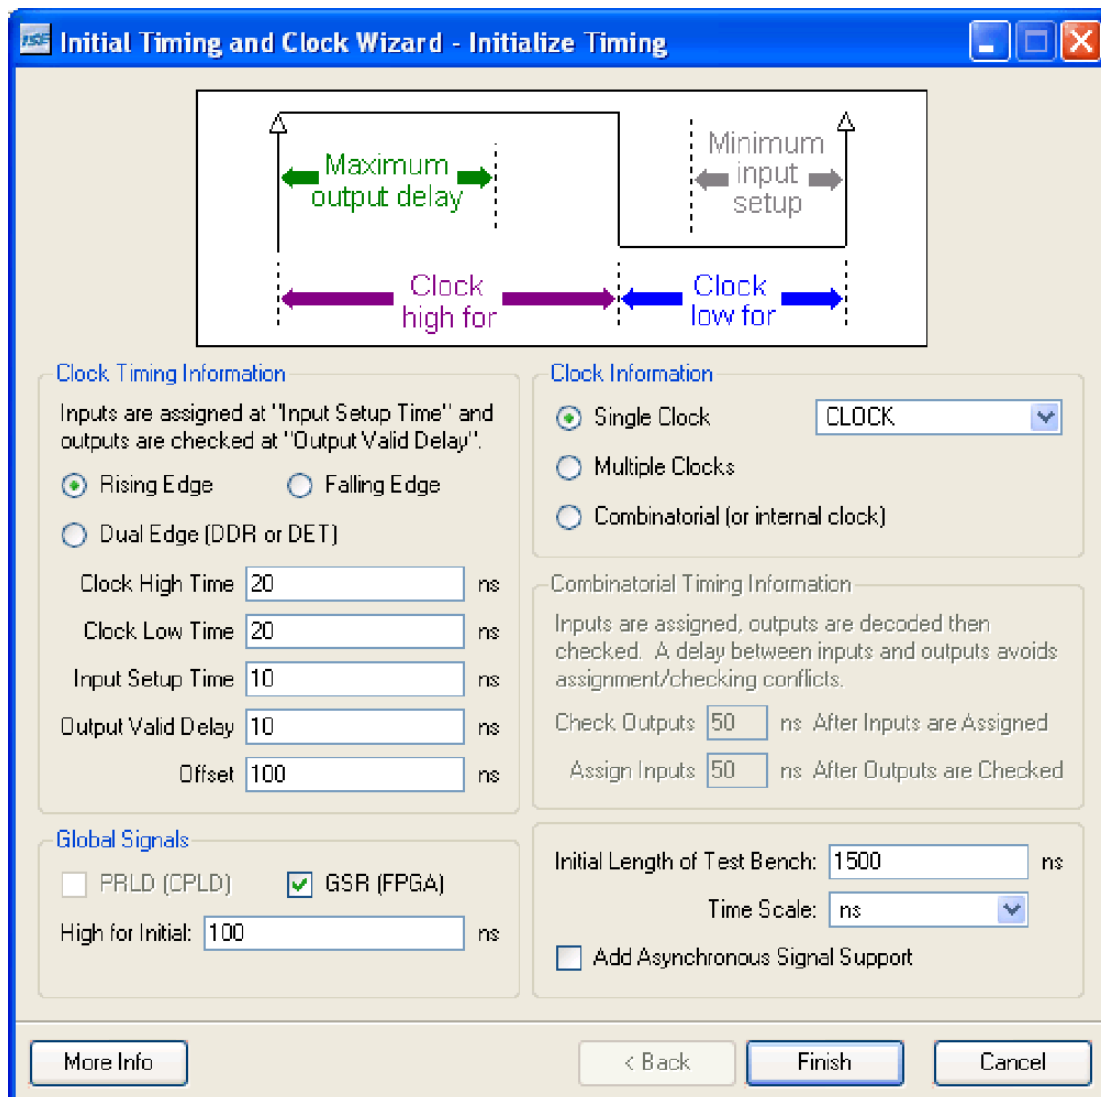 ISE Initial Timing and Clock Wizard - Initialize Timing
Maximum
output delay
Minimum
input
setup
Clock
high for
Clock
low for
Clock Timing Information
Inputs are assigned at "Input Setup Time" and
outputs are checked at "Output Valid Delay".
Rising Edge Falling Edge
Dual Edge (DDR or DET)
Clock High Time 20 ns
Clock Low Time 20 ns
Input Setup Time 10 ns
Output Valid Delay 10 ns
Offset 100 ns
Global Signals
PRLD (CPLD) GSR (FPGA)
High for Initial: 100 ns
Clock Information
Single Clock CLOCK
Multiple Clocks
Combinatorial (or internal clock)
Combinatorial Timing Information
Inputs are assigned, outputs are decoded then
checked. A delay between inputs and outputs avoids
assignment/checking conflicts.
Check Outputs 50 ns After Inputs are Assigned
Assign Inputs 50 ns After Outputs are Checked
Initial Length of Test Bench: 1500 ns
Time Scale: ns
Add Asynchronous Signal Support
More Info < Back Finish Cancel